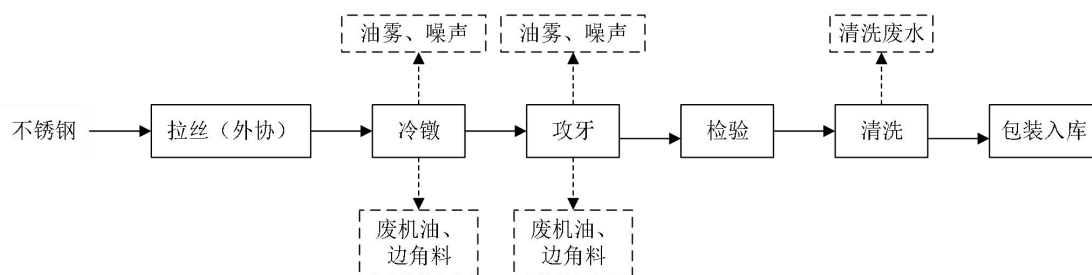 油雾、噪声
油雾、噪声
清洗废水
不锈钢
拉丝（外协）
冷镦
攻牙
检验
清洗
包装入库
废机油、
边角料
废机油、
边角料